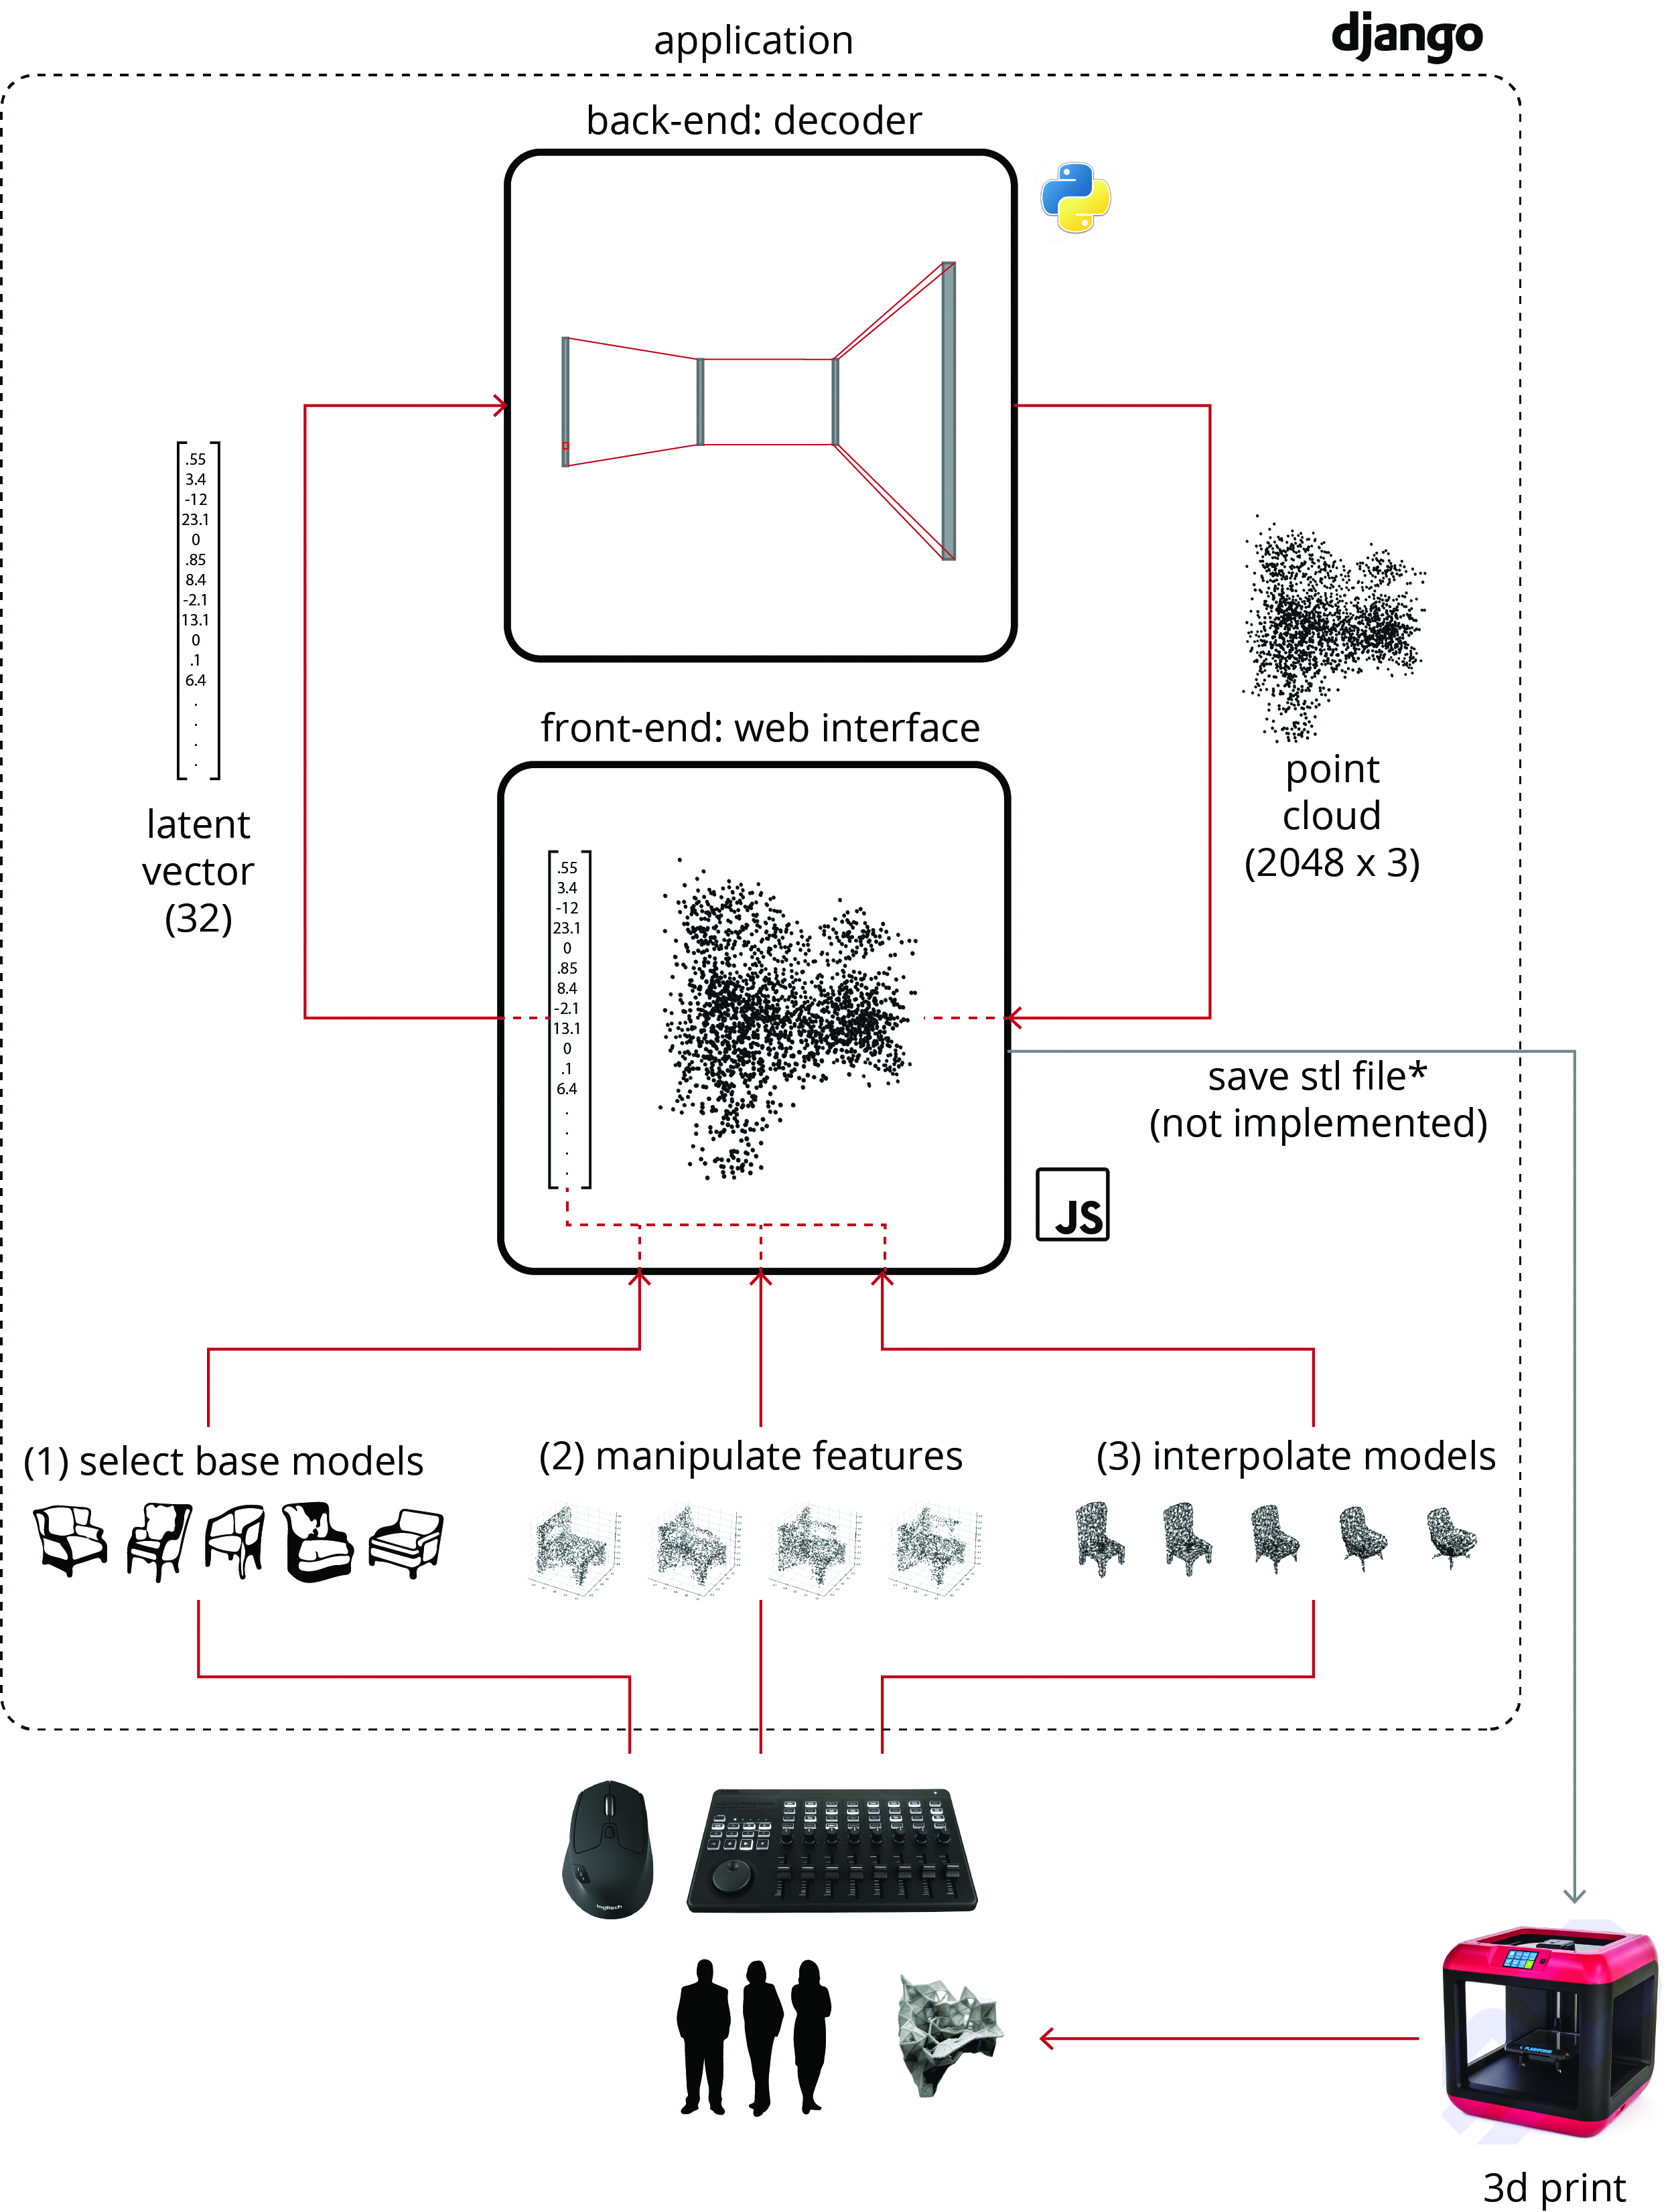 application
django
back-end: decoder
.55
3.4
-12
23.1
0
.85
8.4
-2.1
13.1
0
.1
6.4
.
.
.
.
latent
vector
(32)
point
cloud
(2048 x 3)
front-end: web interface
.55
3.4
-12
23.1
0
.85
8.4
-2.1
13.1
0
.1
6.4
.
.
.
.
save stl file*
(not implemented)
JS
(1) select base models
(2) manipulate features
(3) interpolate models
logitech
FLASHFORGE
3d print